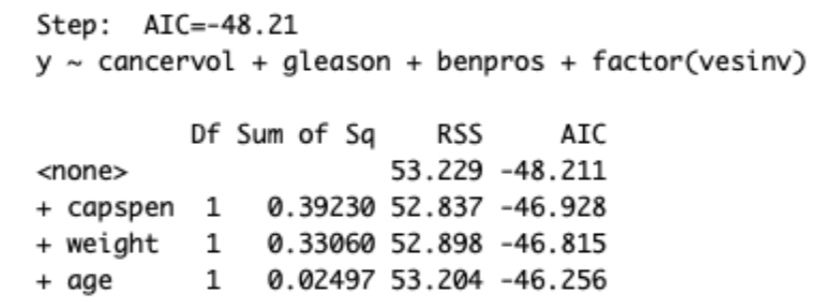 Step:  AIC=-48.21
y ~ cancervol + gleason + benpros + factor(vesinv)
Df Sum of Sq    RSS     AIC
<none>                 53.229 -48.211
+ capspen  1   0.39230 52.837 -46.928
+ weight   1   0.33060 52.898 -46.815
+ age      1   0.02497 53.204 -46.256